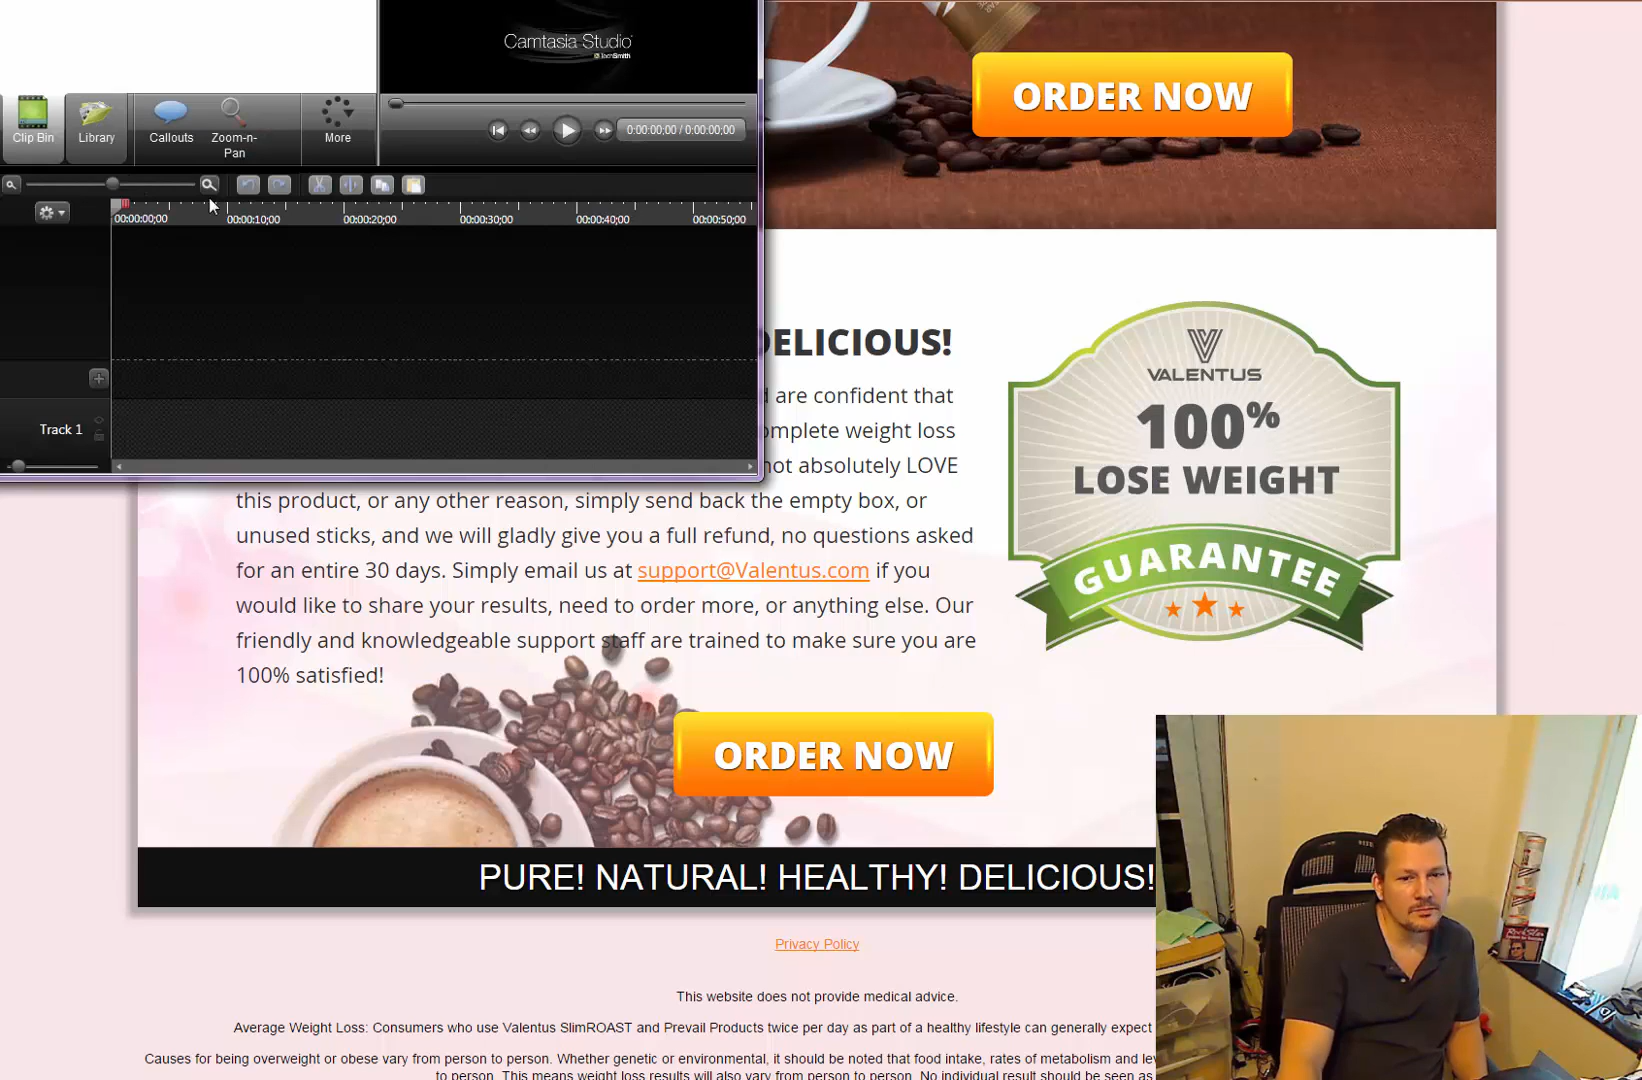 Camtasia Studio
TechSmith
Clip Bin
Library
Callouts
Zoom-n-
Pan
More
0:00:00;00 / 0:00:00;00
00:00:00;00
00:00:10;00
00:00:20;00
00:00:30;00
00:00:40;00
00:00:50;00
Track 1
ORDER NOW
DELICIOUS!
d are confident that
omplete weight loss
not absolutely LOVE
this product, or any other reason, simply send back the empty box, or
unused sticks, and we will gladly give you a full refund, no questions asked
for an entire 30 days. Simply email us at support@Valentus.com if you
would like to share your results, need to order more, or anything else. Our
friendly and knowledgeable support staff are trained to make sure you are
100% satisfied!
VALENTUS
100%
LOSE WEIGHT
GUARANTEE
ORDER NOW
PURE! NATURAL! HEALTHY! DELICIOUS!
Privacy Policy
This website does not provide medical advice.
Average Weight Loss: Consumers who use Valentus SlimROAST and Prevail Products twice per day as part of a healthy lifestyle can generally expect
Causes for being overweight or obese vary from person to person. Whether genetic or environmental, it should be noted that food intake, rates of metabolism and
to person. This means weight loss results will also vary from person to person. No individual result should be seen as